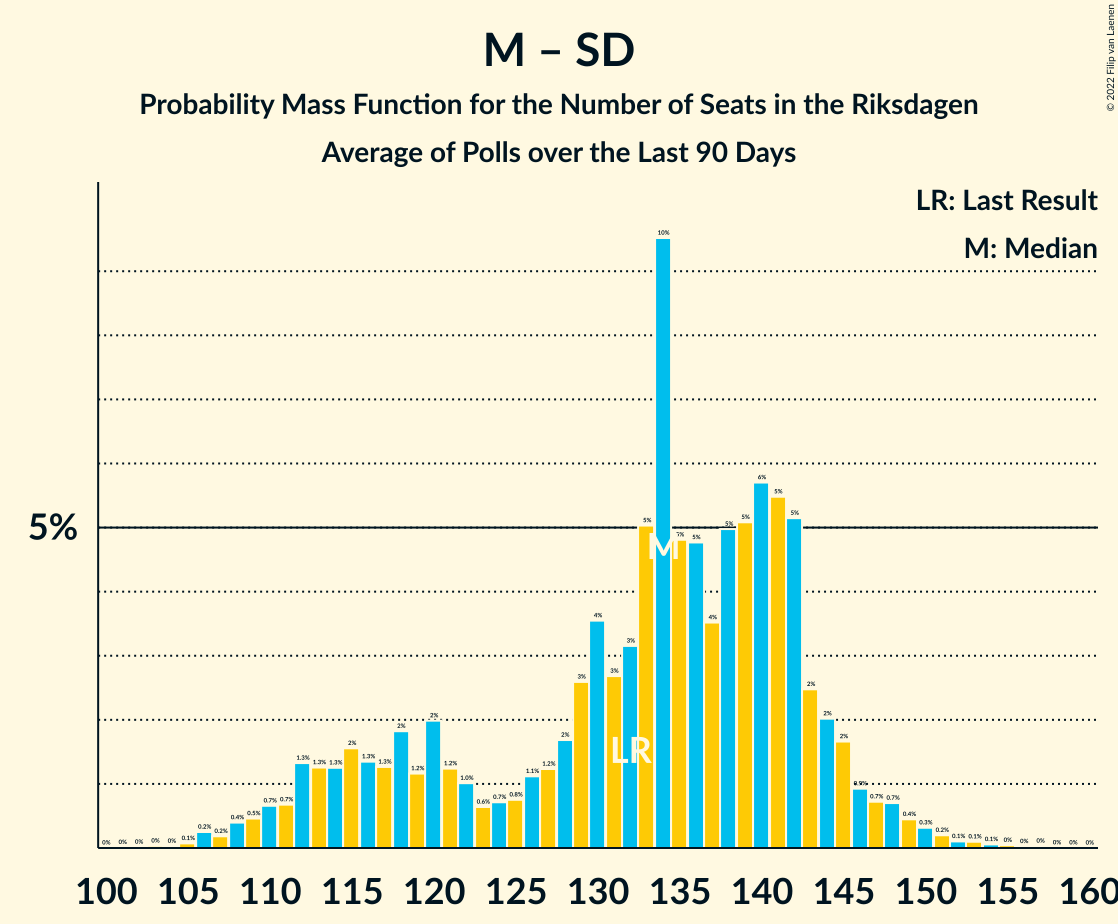 M – SD
Probability Mass Function for the Number of Seats in the Riksdagen
Average of Polls over the Last 90 Days
© 2022 Filip van Laenen
LR: Last Result
M: Median
5%
0% 0% 0% 0% 0% 0.1% 0.2% 0.2% 0.4% 0.5% 0.7% 0.7% 1.3% 1.3% 1.3% 2% 1.3% 1.3% 2% 1.2% 2% 1.2% 1.0% 0.6% 0.7% 0.8% 1.1% 1.2% 2% 3% 4% 3% 3% 5% 10% 5% 5% 4% 5% 5% 6% 5% 5% 2% 2% 2% 0.9% 0.7% 0.7% 0.4% 0.3% 0.2% 0.1% 0.1% 0.1% 0% 0% 0% 0% 0% 0%
M
LR
100 105 110 115 120 125 130 135 140 145 150 155 160